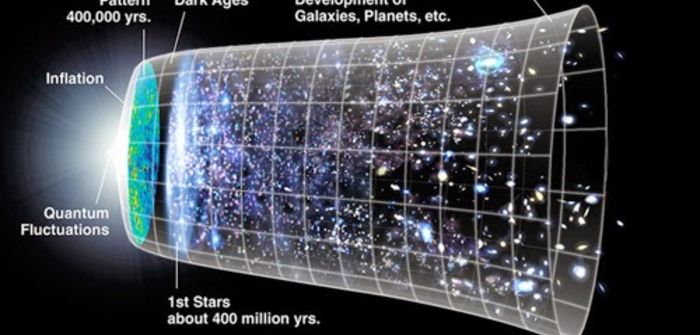 Pattern
400,000 yrs.
Dark Ages
Development of
Galaxies, Planets, etc.
Inflation
Quantum
Fluctuations
1st Stars
about 400 million yrs.